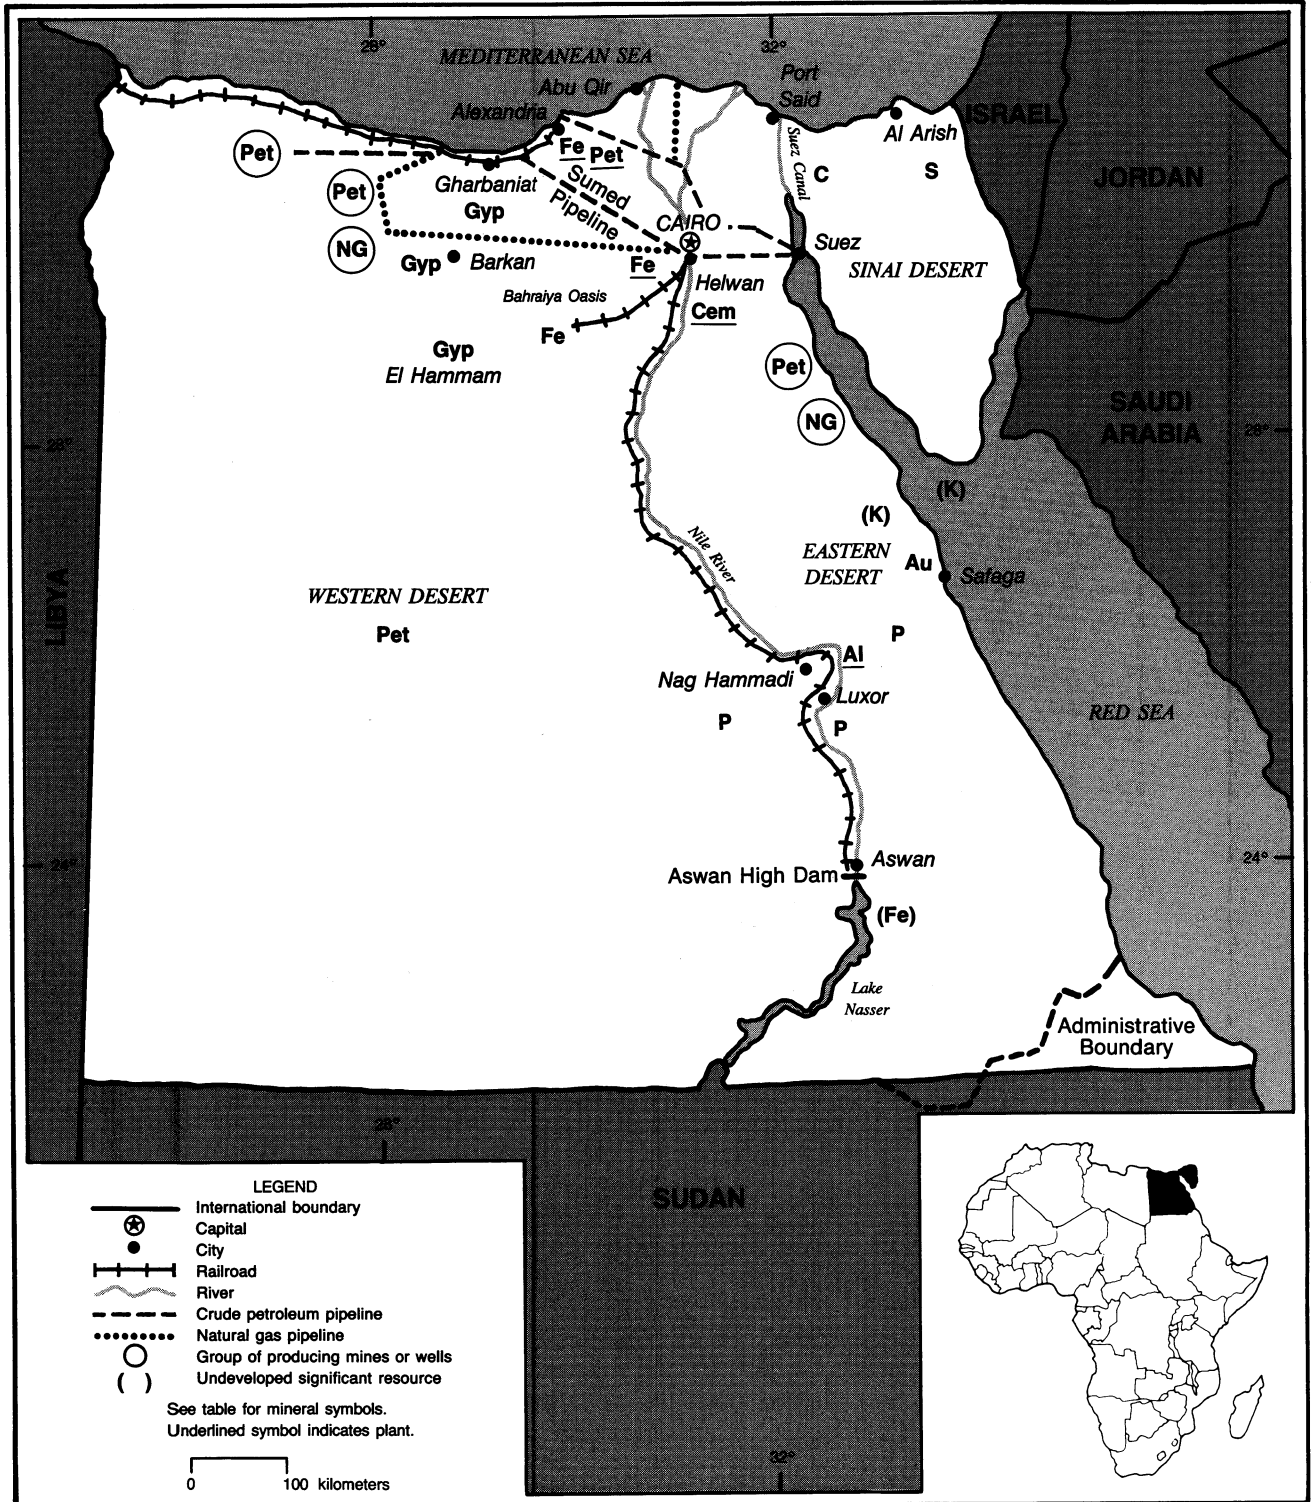 28°
32°
MEDITERRANEAN SEA
Abu Qir
Port
Said
Alexandria
ISRAEL
Al Arish
Suez Canal
Pet
Fe
Pet
C
S
JORDAN
Sumed
Pipeline
Gharbaniat
Pet
Gyp
CAIRO
NG
Suez
Gyp
Barkan
Fe
SINAI DESERT
Helwan
Bahraiya Oasis
Cem
Fe
Gyp
El Hammam
Pet
NG
SAUDI
ARABIA
28°
28°
(K)
(K)
Nile River
EASTERN
DESERT
Au
Safaga
LIBYA
WESTERN DESERT
Pet
P
Al
Nag Hammadi
Luxor
P
P
RED SEA
24°
24°
Aswan
Aswan High Dam
(Fe)
Lake
Nasser
Administrative
Boundary
28°
SUDAN
32°
LEGEND
International boundary
Capital
City
Railroad
River
Crude petroleum pipeline
Natural gas pipeline
Group of producing mines or wells
( ) Undeveloped significant resource
See table for mineral symbols.
Underlined symbol indicates plant.
0 100 kilometers